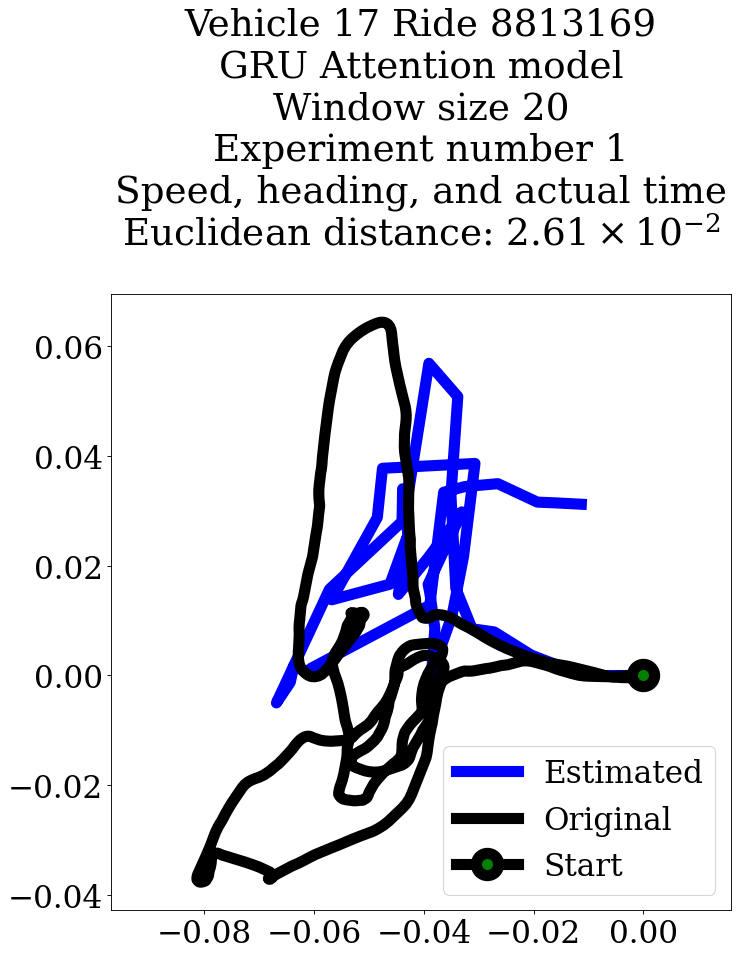 Vehicle 17 Ride 8813169
GRU Attention model
Window size 20
Experiment number 1
Speed, heading, and actual time
Euclidean distance: 2.61 × 10⁻²
0.06
0.04
0.02
0.00
−0.02
−0.04
Estimated
Original
Start
−0.08 −0.06 −0.04 −0.02 0.00